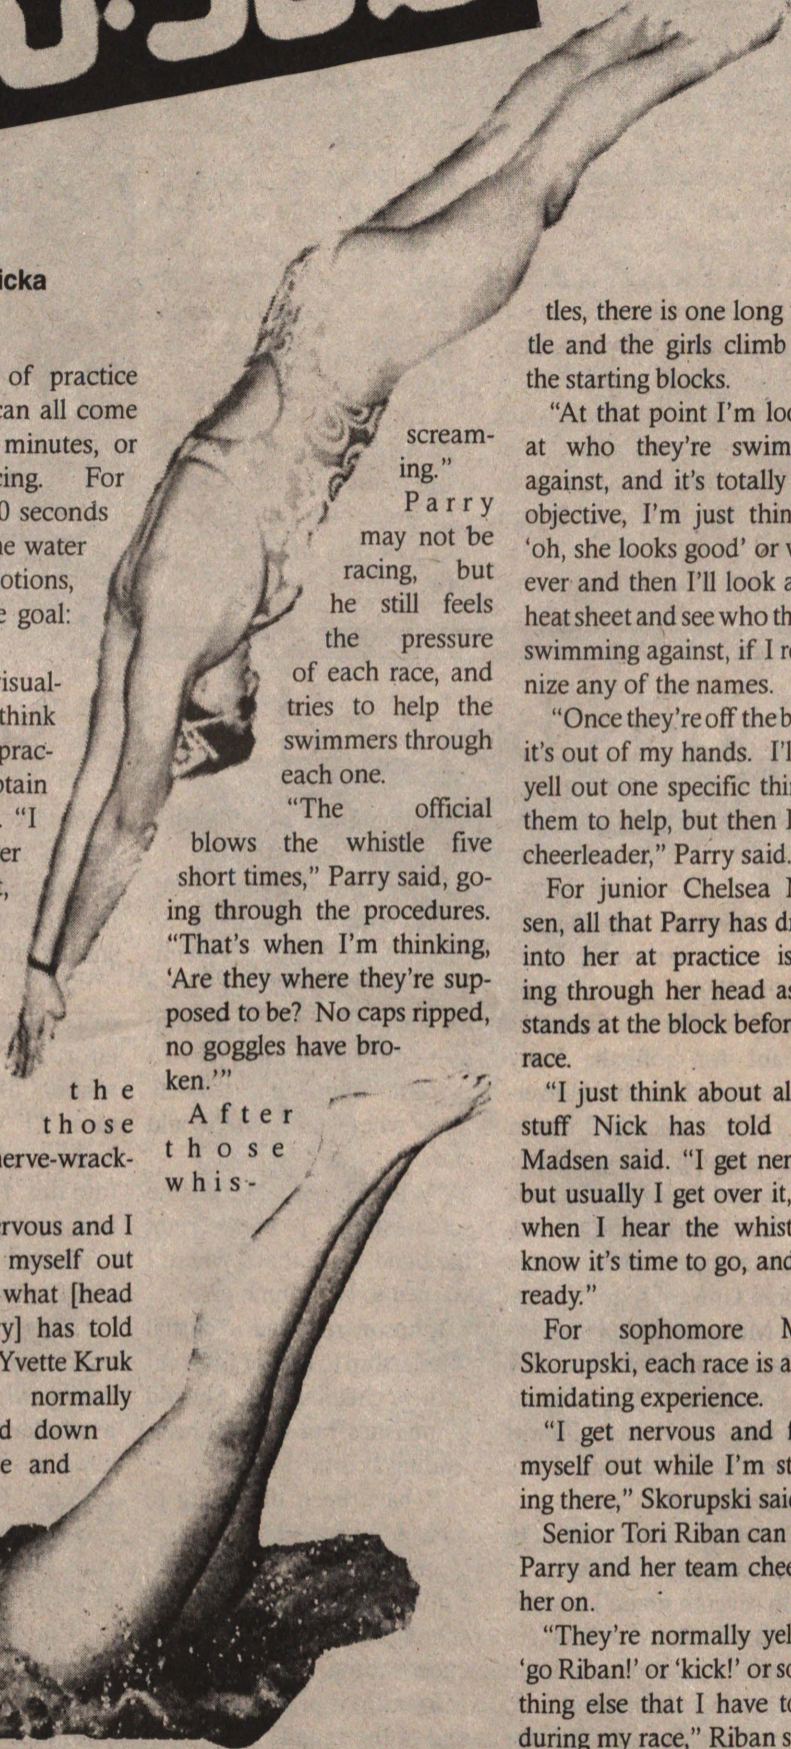 icka
of practice
can all come
minutes, or
For
0 seconds
water
goal:
think
"I
the
those
nerve-wrack-
and I
myself out
what [head
has told
Yvette Kruk
normally
down
and
scream-
ing."
Parry
may not be
racing, but
he still feels
the pressure
of each race, and
tries to help the
swimmers through
each one.
"The official
blows the whistle five
short times," Parry said, go-
ing through the procedures.
"That's when I'm thinking,
'Are they where they're sup-
posed to be? No caps ripped,
no goggles have bro-
ken.'"
After
those
whis-
tles, there is one long
tle and the girls climb
the starting blocks.
"At that point I'm
at who they're swim
against, and it's totally
objective, I'm just thin
'oh, she looks good' or
ever and then I'll look
heat sheet and see who
swimming against, if I
nize any of the names.
"Once they're off the
it's out of my hands. I'l
yell out one specific thi
them to help, but then I
cheerleader," Parry said.
For junior Chelsea
sen, all that Parry has
into her at practice is
ing through her head as
stands at the block befor
race.
"I just think about al
stuff Nick has told
Madsen said. "I get ner
but usually I get over it,
when I hear the whist
know it's time to go, and
ready."
For sophomore M
Skorupski, each race is a
timidating experience.
"I get nervous and
myself out while I'm st
ing there," Skorupski said
Senior Tori Riban can
Parry and her team chee
her on.
"They're normally yel
'go Riban!' or 'kick!' or so
thing else that I have to
during my race," Riban s